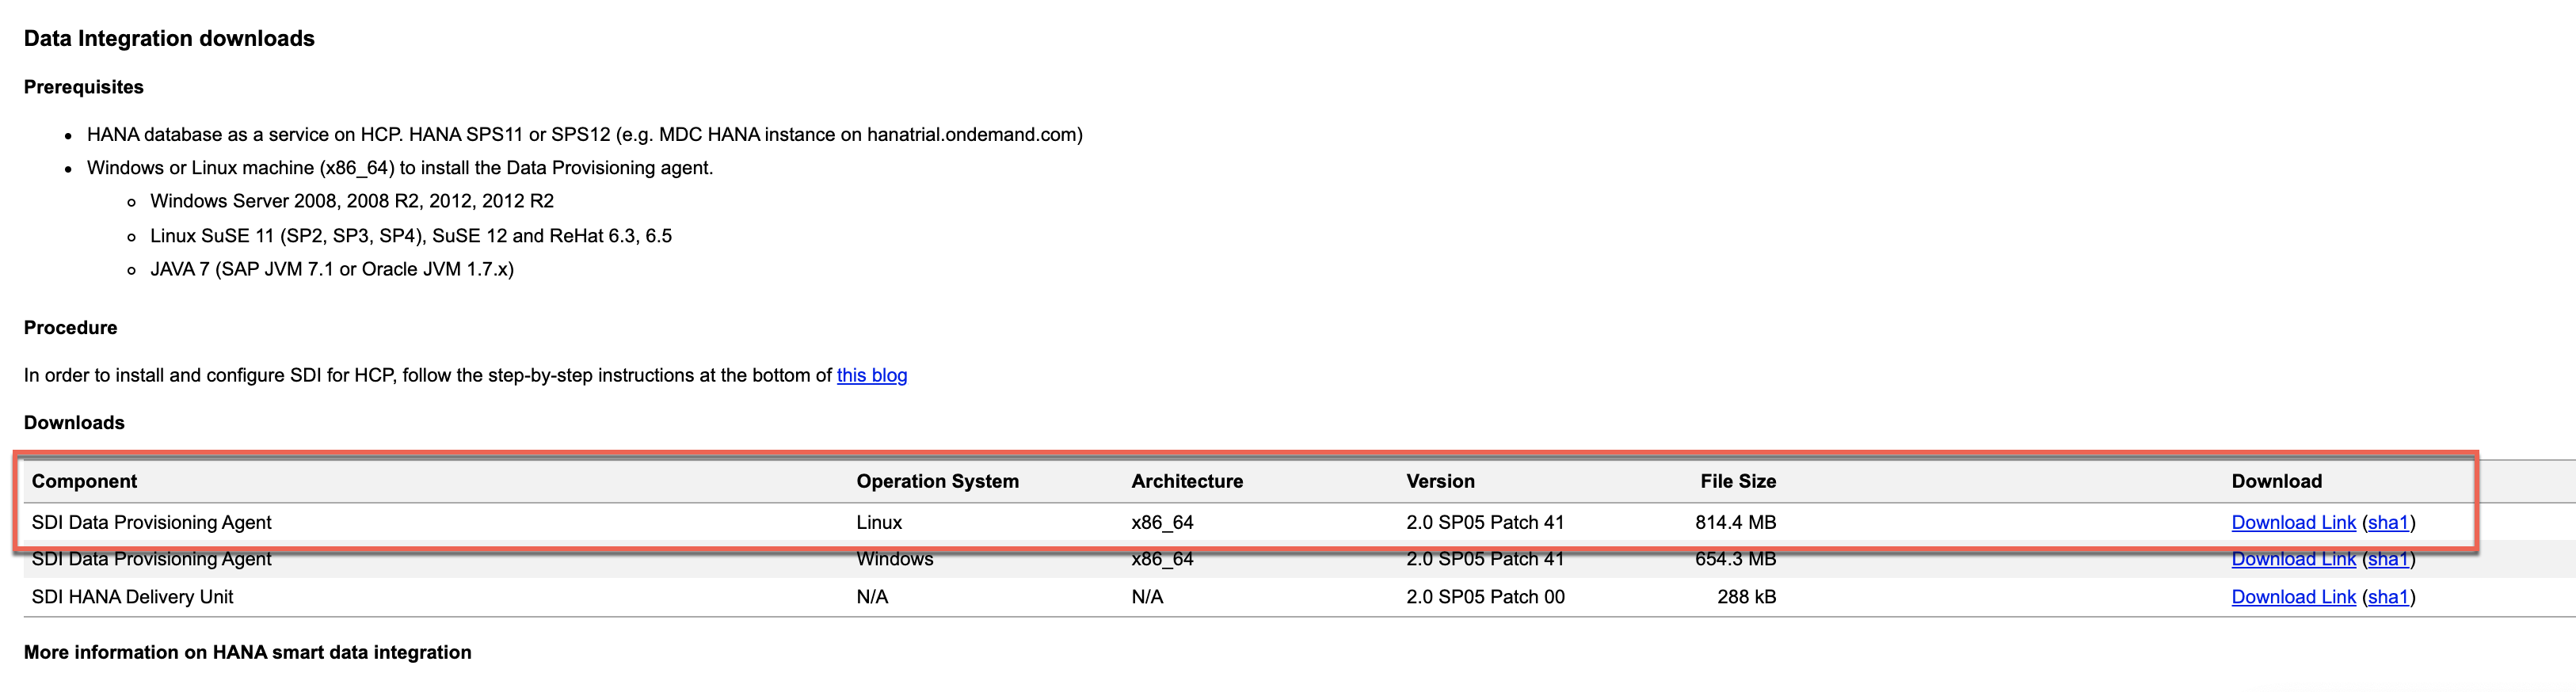 Data Integration downloads
Prerequisites
• HANA database as a service on HCP. HANA SPS11 or SPS12 (e.g. MDC HANA instance on hanatrial.ondemand.com)
• Windows or Linux machine (x86_64) to install the Data Provisioning agent.
◦ Windows Server 2008, 2008 R2, 2012, 2012 R2
◦ Linux SuSE 11 (SP2, SP3, SP4), SuSE 12 and ReHat 6.3, 6.5
◦ JAVA 7 (SAP JVM 7.1 or Oracle JVM 1.7.x)
Procedure
In order to install and configure SDI for HCP, follow the step-by-step instructions at the bottom of this blog
Downloads
Component Operation System Architecture Version File Size Download
SDI Data Provisioning Agent Linux x86_64 2.0 SP05 Patch 41 814.4 MB Download Link (sha1)
SDI Data Provisioning Agent Windows x86_64 2.0 SP05 Patch 41 654.3 MB Download Link (sha1)
SDI HANA Delivery Unit N/A N/A 2.0 SP05 Patch 00 288 kB Download Link (sha1)
More information on HANA smart data integration